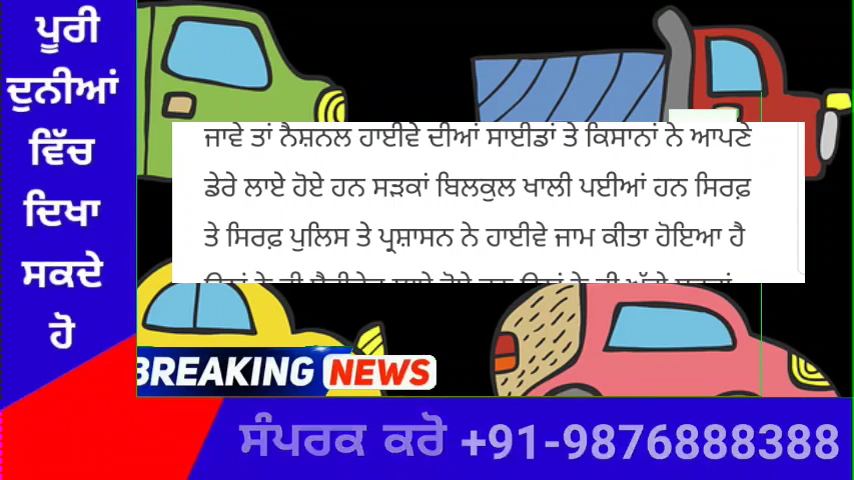 ਪੂਰੀ
ਦੁਨੀਆਂ
ਵਿੱਚ
ਦਿਖਾ
ਸਕਦੇ
ਹੋ
ਜਾਵੇ ਤਾਂ ਨੈਸ਼ਨਲ ਹਾਈਵੇ ਦੀਆਂ ਸਾਈਡਾਂ ਤੇ ਕਿਸਾਨਾਂ ਨੇ ਆਪਣੇ
ਡੇਰੇ ਲਾਏ ਹੋਏ ਹਨ ਸੜਕਾਂ ਬਿਲਕੁਲ ਖਾਲੀ ਪਈਆਂ ਹਨ ਸਿਰਫ਼
ਤੇ ਸਿਰਫ਼ ਪੁਲਿਸ ਤੇ ਪ੍ਰਸ਼ਾਸਨ ਨੇ ਹਾਈਵੇ ਜਾਮ ਕੀਤਾ ਹੋਇਆ ਹੈ
BREAKING NEWS
ਸੰਪਰਕ ਕਰੋ +91-9876888388